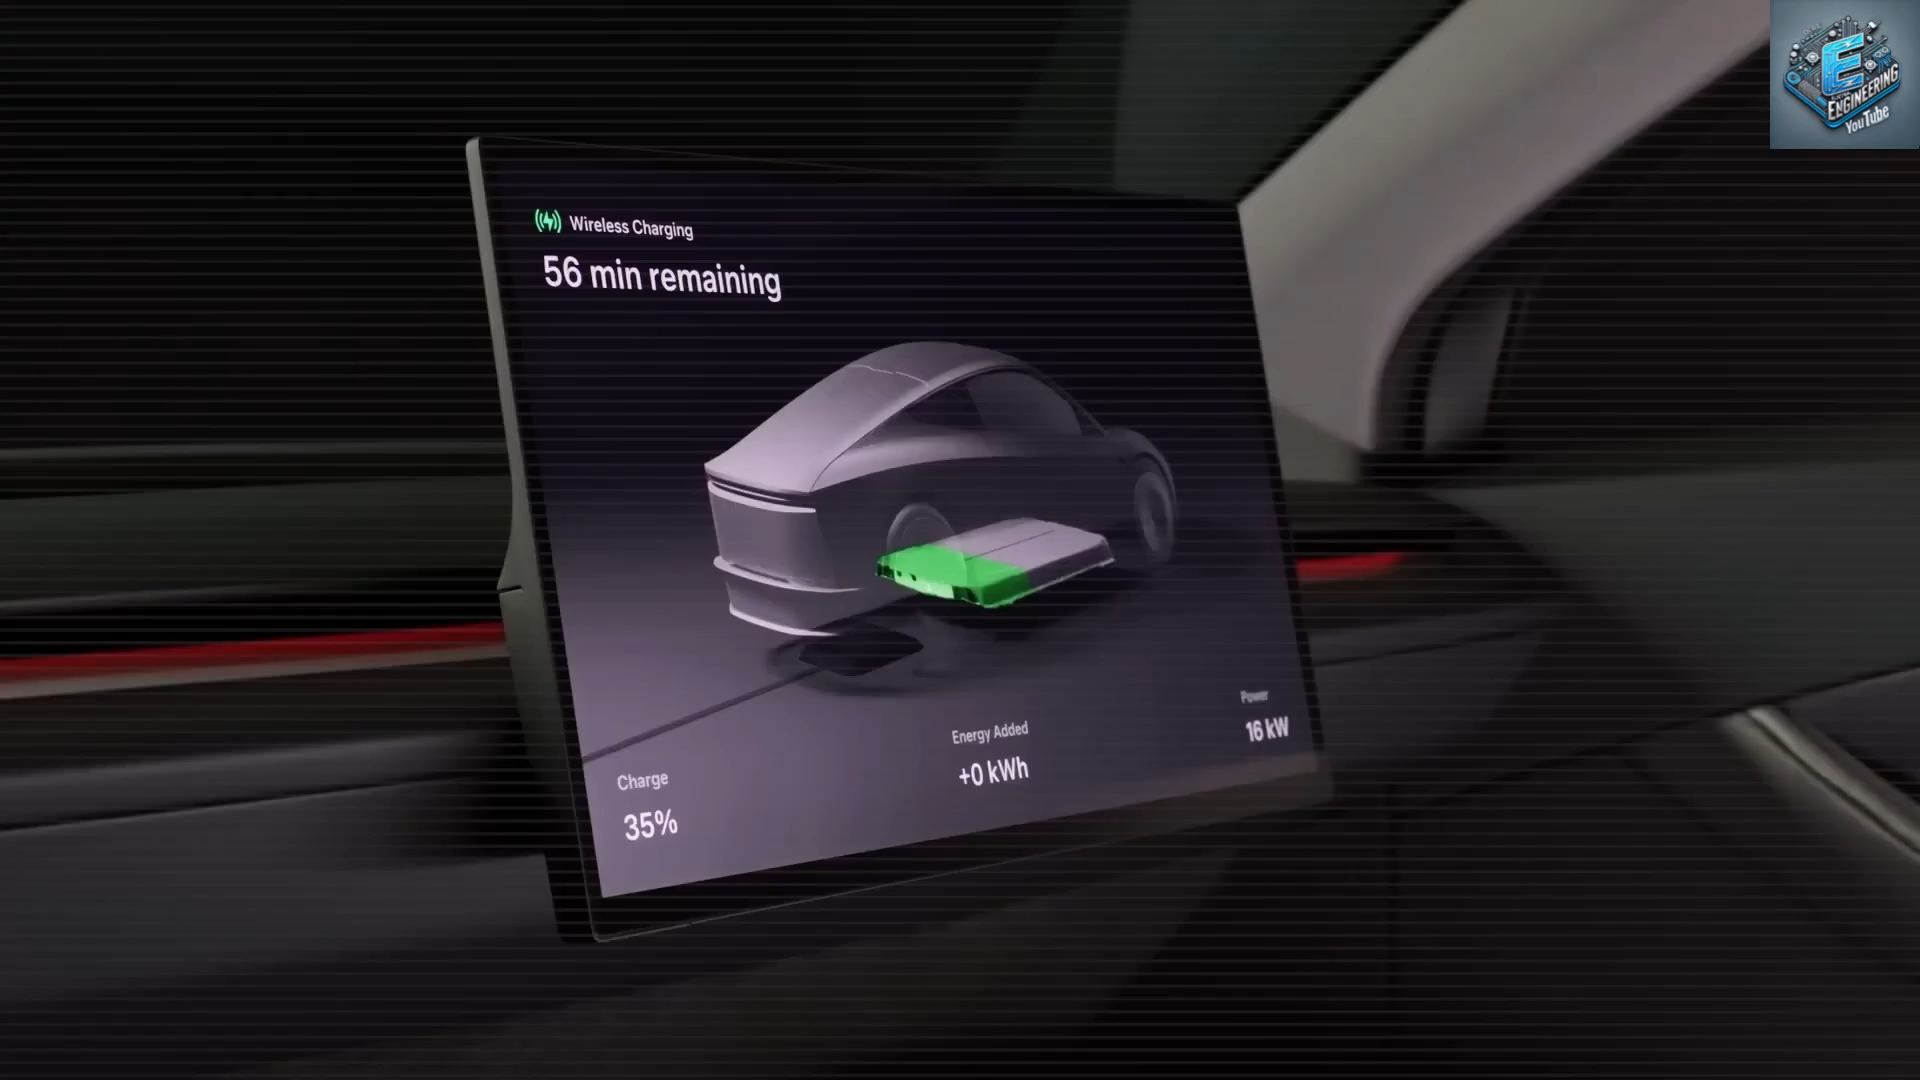 Wireless Charging
56 min remaining
Charge
35%
Energy Added
+0 kWh
Power
16 kW
E
ENGINEERING
YouTube